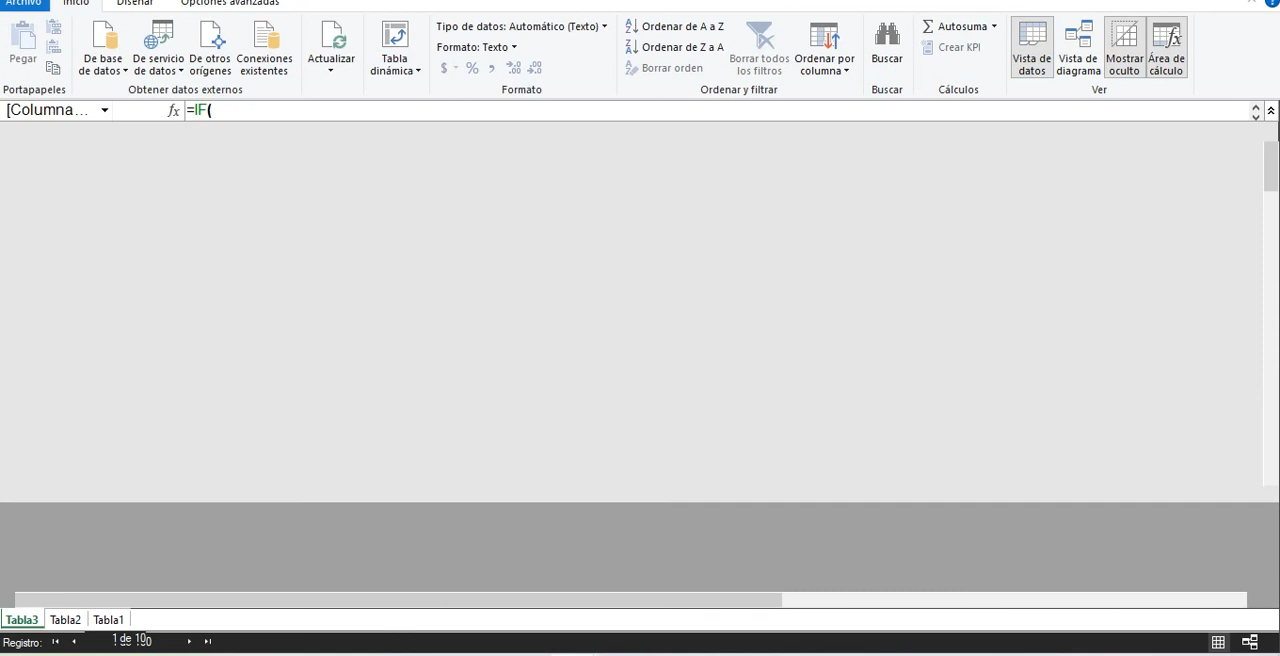 Archivo Inicio Diseñar Opciones avanzadas
Pegar
De base de datos
De servicio de datos
De otros orígenes
Conexiones existentes
Actualizar
Tabla dinámica
Tipo de datos: Automático (Texto)
Formato: Texto
$ %
Ordenar de A a Z
Ordenar de Z a A
Borrar orden
Borrar todos los filtros
Ordenar por columna
Buscar
Autosuma
Crear KPI
Vista de datos
Vista de diagrama
Mostrar oculto
Área de cálculo
Portapapeles Obtener datos externos Formato Ordenar y filtrar Buscar Cálculos Ver
[Columna... fx =IF(
Tabla3 Tabla2 Tabla1
Registro: 1 de 100